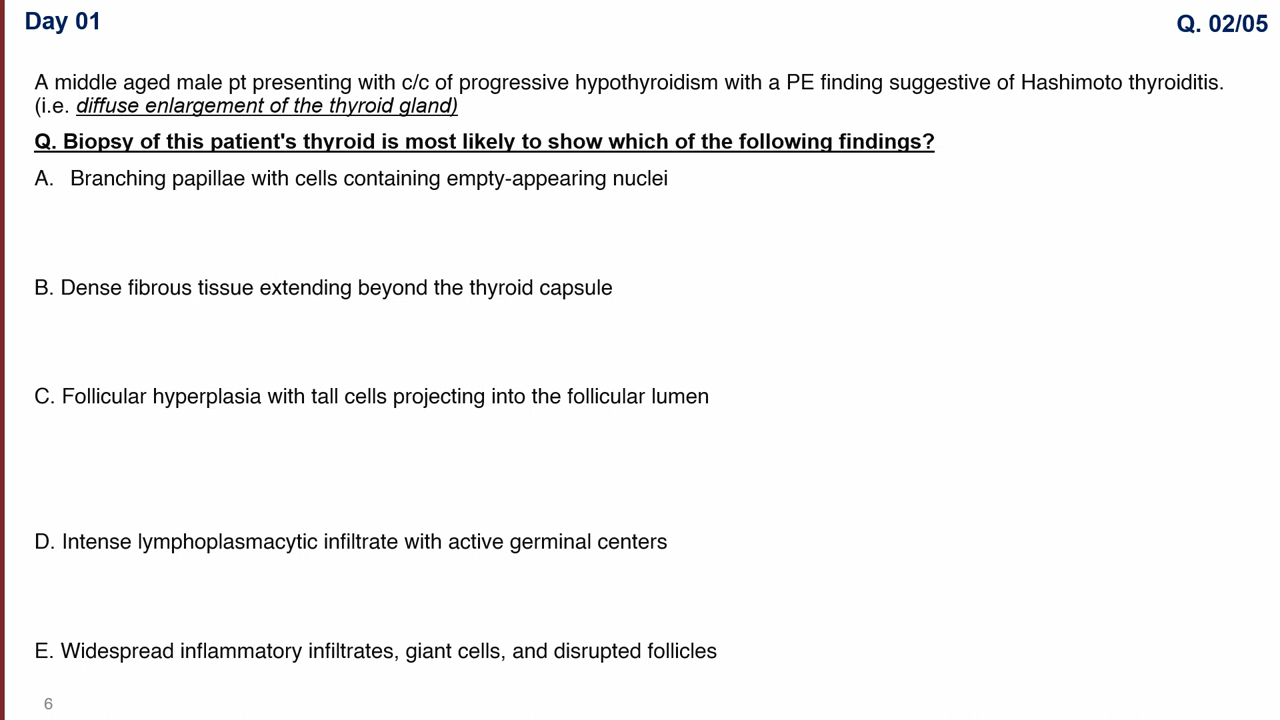 Day 01
Q. 02/05
A middle aged male pt presenting with c/c of progressive hypothyroidism with a PE finding suggestive of Hashimoto thyroiditis.
(i.e. diffuse enlargement of the thyroid gland)
Q. Biopsy of this patient's thyroid is most likely to show which of the following findings?
A. Branching papillae with cells containing empty-appearing nuclei
B. Dense fibrous tissue extending beyond the thyroid capsule
C. Follicular hyperplasia with tall cells projecting into the follicular lumen
D. Intense lymphoplasmacytic infiltrate with active germinal centers
E. Widespread inflammatory infiltrates, giant cells, and disrupted follicles
6